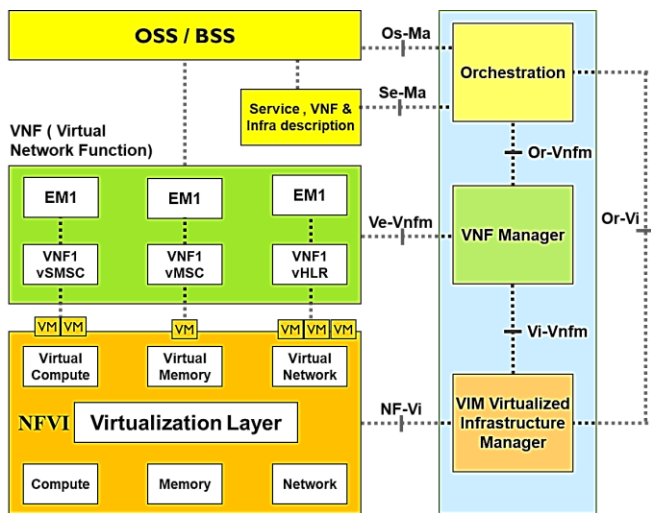 OSS / BSS
Os-Ma
Orchestration
Se-Ma
Service , VNF &
Infra description
VNF ( Virtual
Network Function)
Or-Vnfm
EM1
EM1
EM1
Ve-Vnfm
VNF Manager
Or-Vi
VNF1
vSMSC
VNF1
vMSC
VNF1
vHLR
Vi-Vnfm
VM
VM
VM
VM
VM
VM
Virtual
Compute
Virtual
Memory
Virtual
Network
NFVI
Virtualization Layer
NF-Vi
VIM Virtualized
Infrastructure
Manager
Compute
Memory
Network